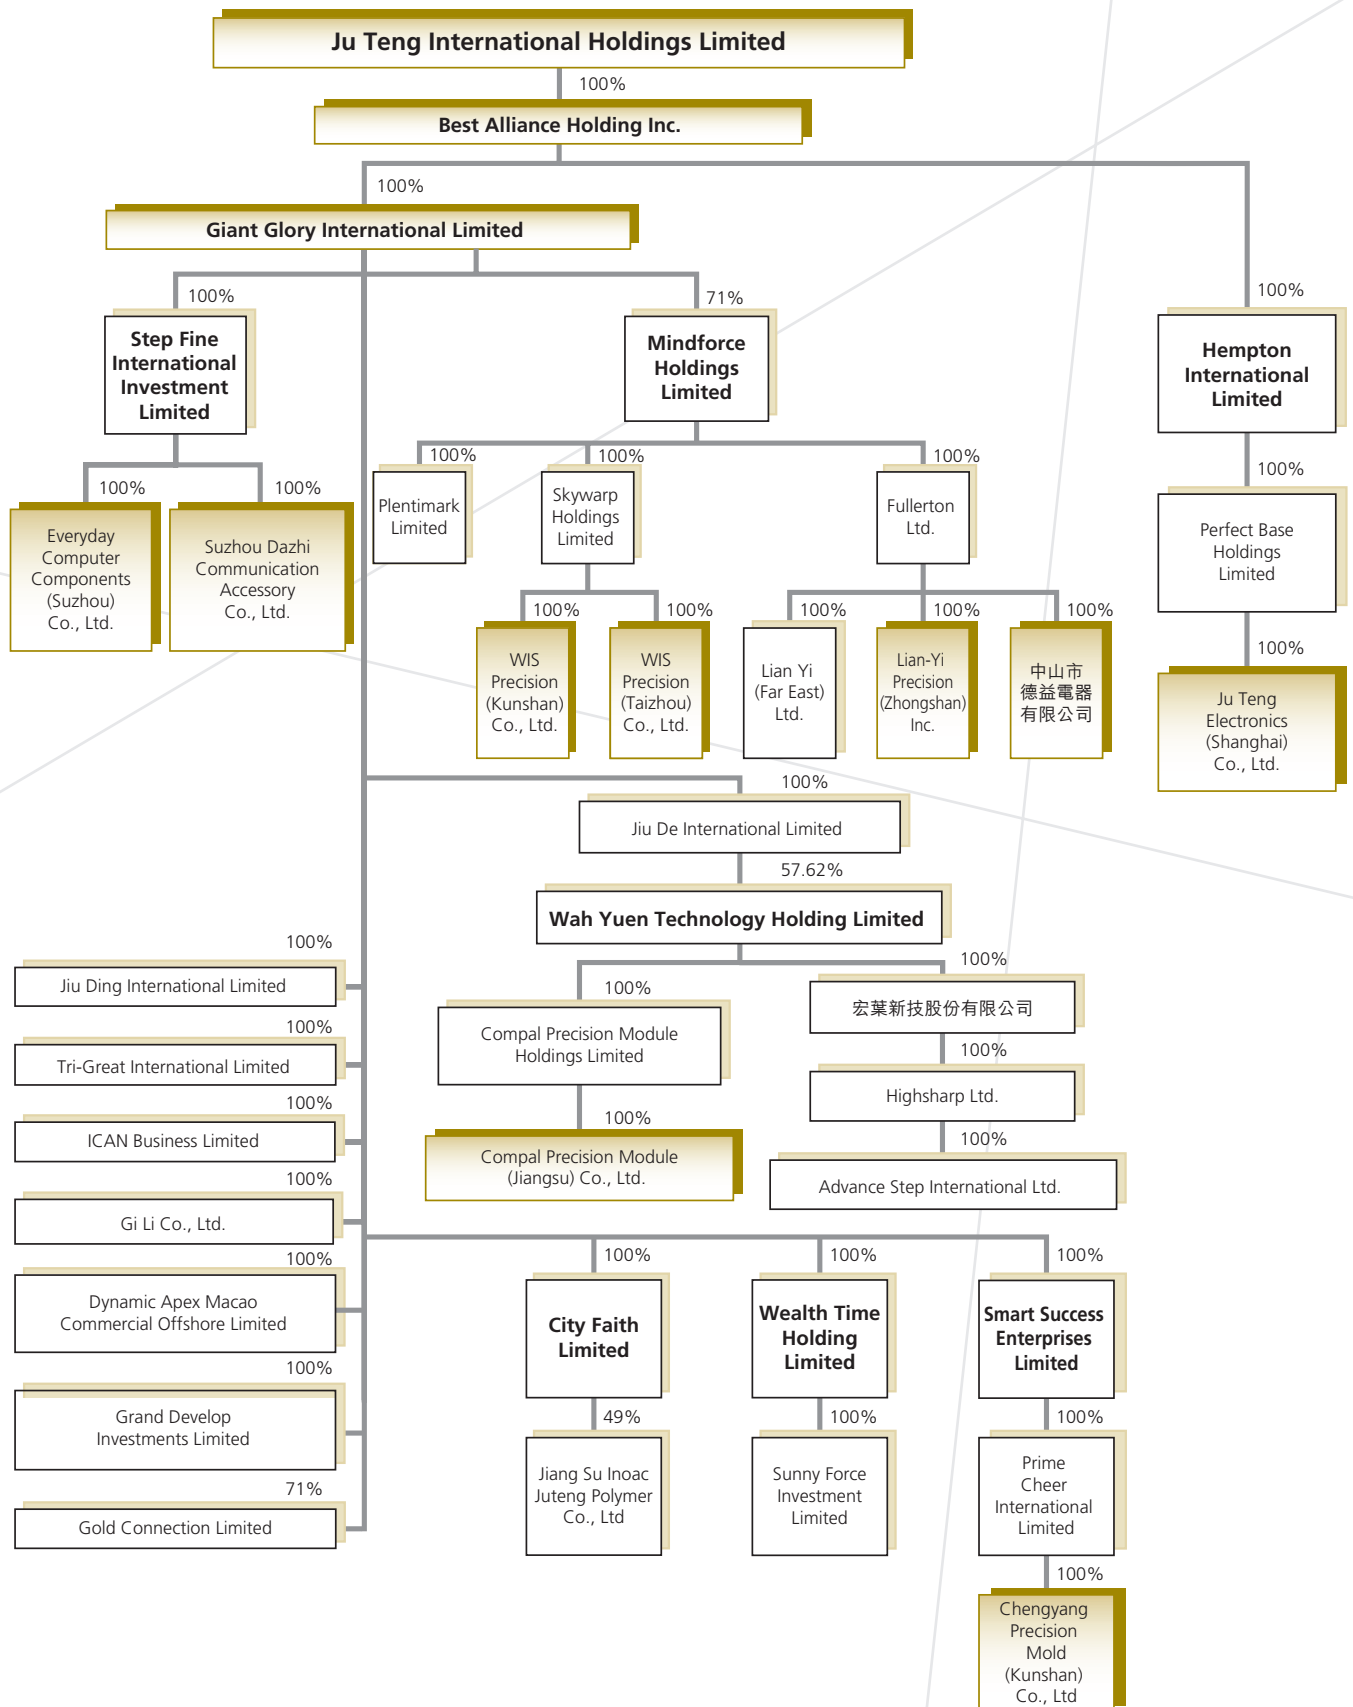 Ju Teng International Holdings Limited
100%
Best Alliance Holding Inc.
100%
Giant Glory International Limited
100%
Step Fine
International
Investment
Limited
71%
Mindforce
Holdings
Limited
100%
Hempton
International
Limited
100%
Everyday
Computer
Components
(Suzhou)
Co., Ltd.
100%
Suzhou Dazhi
Communication
Accessory
Co., Ltd.
100%
Plentimark
Limited
100%
Skywarp
Holdings
Limited
100%
Fullerton
Ltd.
100%
Perfect Base
Holdings
Limited
100%
WIS
Precision
(Kunshan)
Co., Ltd.
100%
WIS
Precision
(Taizhou)
Co., Ltd.
100%
Lian Yi
(Far East)
Ltd.
100%
Lian-Yi
Precision
(Zhongshan)
Inc.
100%
中山市
德益電器
有限公司
100%
Ju Teng
Electronics
(Shanghai)
Co., Ltd.
100%
Jiu De International Limited
57.62%
Wah Yuen Technology Holding Limited
100%
Compal Precision Module
Holdings Limited
100%
Compal Precision Module
(Jiangsu) Co., Ltd.
100%
宏葉新技股份有限公司
100%
Highsharp Ltd.
100%
Advance Step International Ltd.
100%
Jiu Ding International Limited
100%
Tri-Great International Limited
100%
ICAN Business Limited
100%
Gi Li Co., Ltd.
100%
Dynamic Apex Macao
Commercial Offshore Limited
100%
Grand Develop
Investments Limited
71%
Gold Connection Limited
100%
City Faith
Limited
49%
Jiang Su Inoac
Juteng Polymer
Co., Ltd
100%
Wealth Time
Holding
Limited
100%
Sunny Force
Investment
Limited
100%
Smart Success
Enterprises
Limited
100%
Prime
Cheer
International
Limited
100%
Chengyang
Precision
Mold
(Kunshan)
Co., Ltd